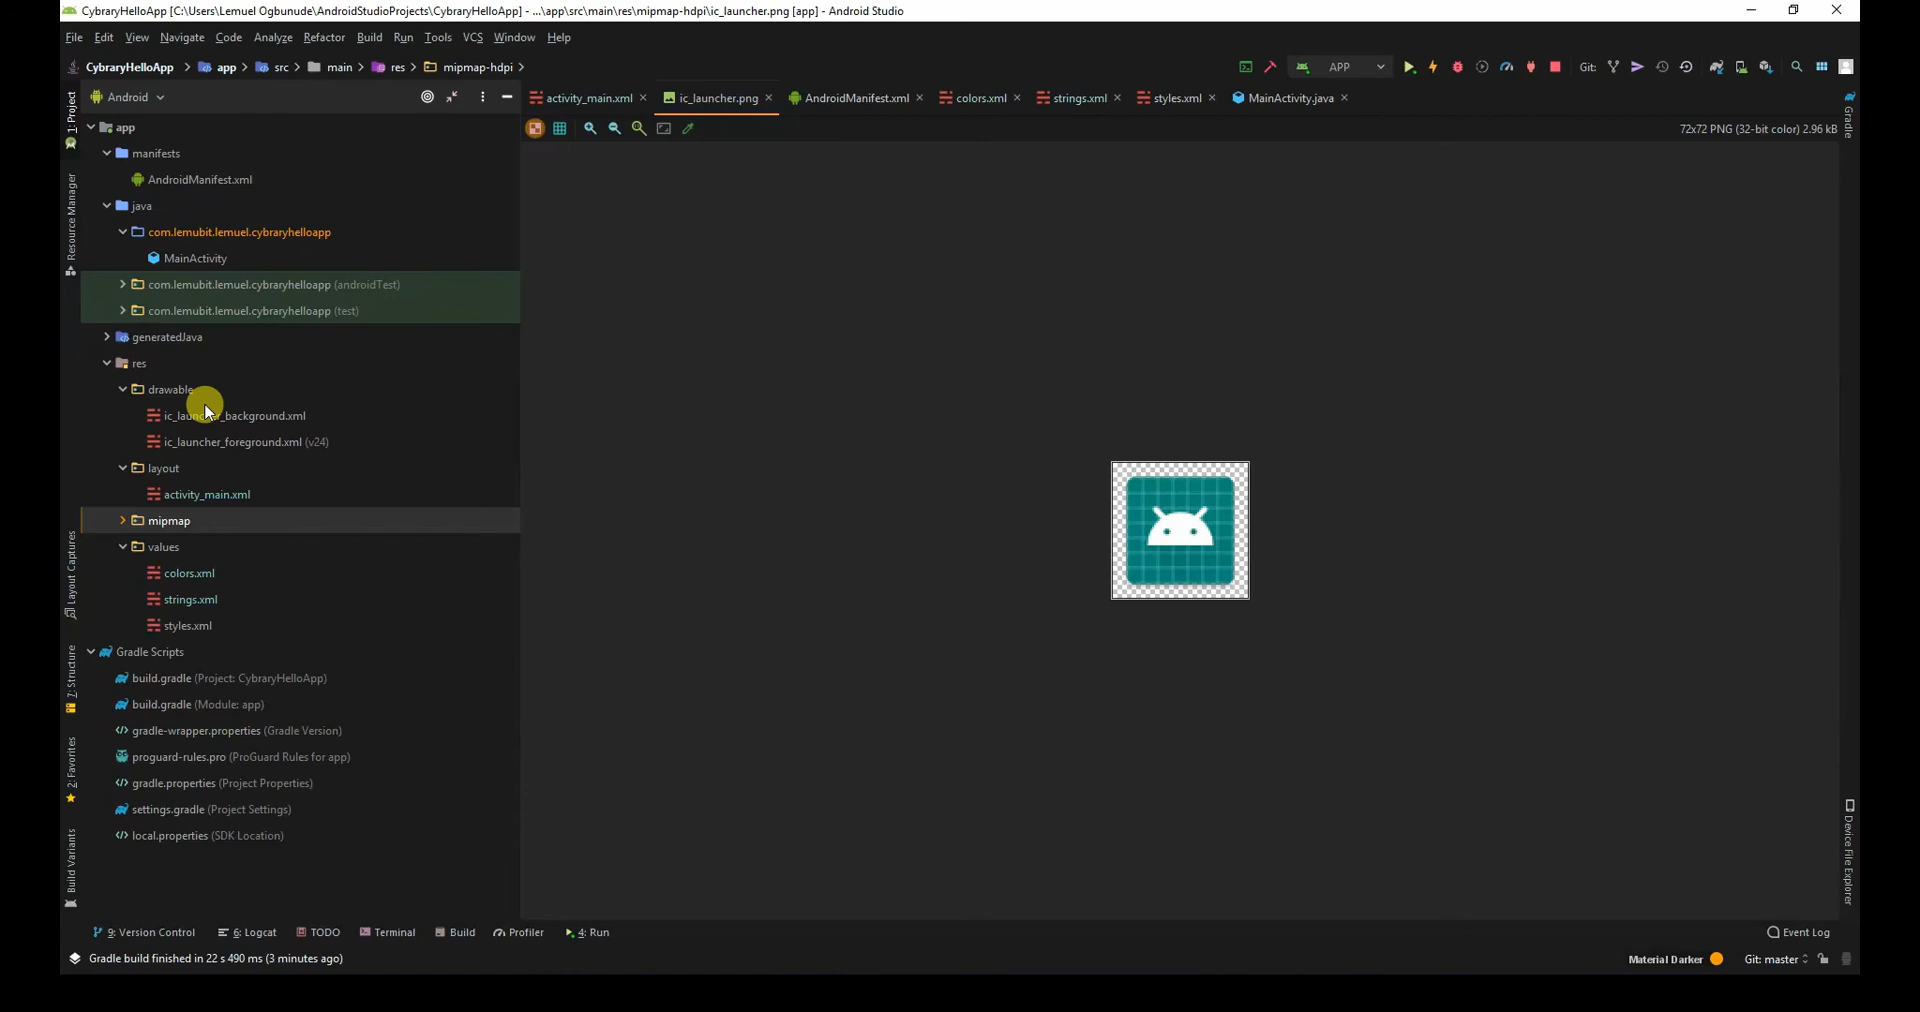 CybraryHelloApp [C:\Users\Lemuel Ogbunude\AndroidStudioProjects\CybraryHelloApp] - ...\app\src\main\res\mipmap-hdpi\ic_launcher.png [app] - Android Studio
File Edit View Navigate Code Analyze Refactor Build Run Tools VCS Window Help
CybraryHelloApp app src main res mipmap-hdpi APP Git:
Android activity_main.xml ic_launcher.png AndroidManifest.xml colors.xml strings.xml styles.xml MainActivity.java
72x72 PNG (32-bit color) 2.96 kB
1: Project
Resource Manager
Layout Captures
7: Structure
2: Favorites
Build Variants
app
manifests
AndroidManifest.xml
java
com.lemubit.lemuel.cybraryhelloapp
MainActivity
com.lemubit.lemuel.cybraryhelloapp (androidTest)
com.lemubit.lemuel.cybraryhelloapp (test)
generatedJava
res
drawable
ic_launcher_background.xml
ic_launcher_foreground.xml (v24)
layout
activity_main.xml
mipmap
values
colors.xml
strings.xml
styles.xml
Gradle Scripts
build.gradle (Project: CybraryHelloApp)
build.gradle (Module: app)
gradle-wrapper.properties (Gradle Version)
proguard-rules.pro (ProGuard Rules for app)
gradle.properties (Project Properties)
settings.gradle (Project Settings)
local.properties (SDK Location)
Gradle
Device File Explorer
9: Version Control 6: Logcat TODO Terminal Build Profiler 4: Run Event Log
Gradle build finished in 22 s 490 ms (3 minutes ago) Material Darker Git: master